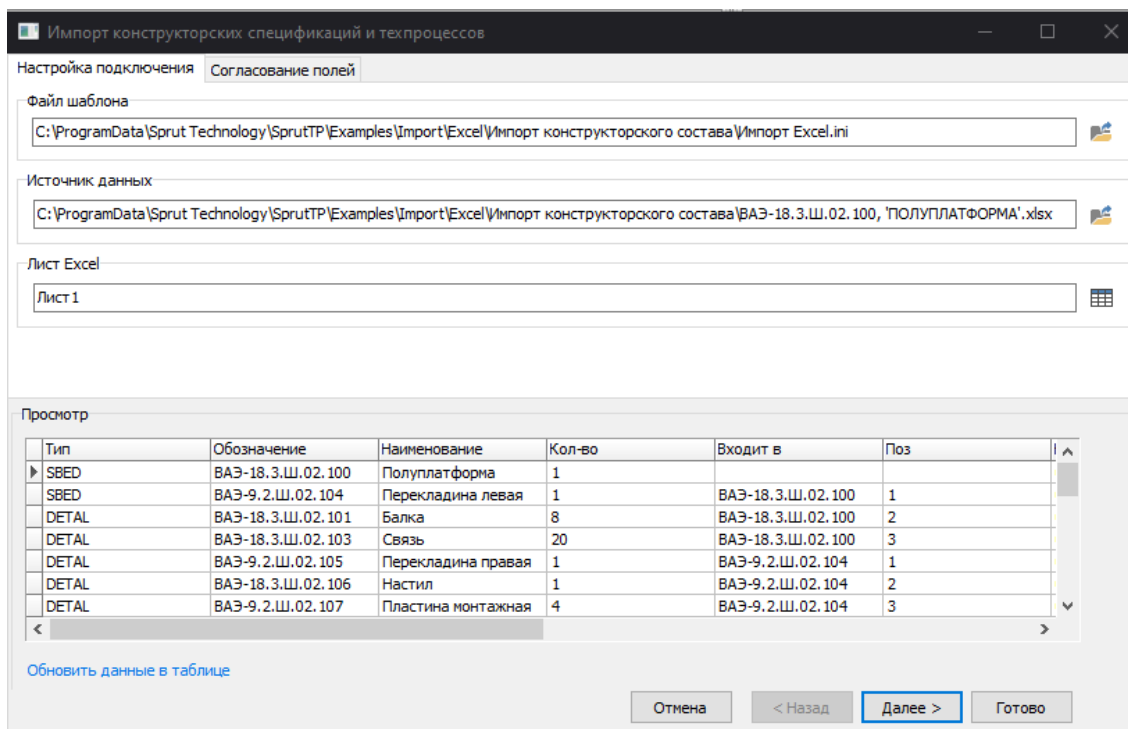 Импорт конструкторских спецификаций и техпроцессов
Настройка подключения Согласование полей
Файл шаблона
C:\ProgramData\Sprut Technology\SprutTP\Examples\Import\Excel\Импорт конструкторского состава\Импорт Excel.ini
Источник данных
C:\ProgramData\Sprut Technology\SprutTP\Examples\Import\Excel\Импорт конструкторского состава\ВАЭ-18.3.Ш.02.100, 'ПОЛУПЛАТФОРМА'.xlsx
Лист Excel
Лист1
Просмотр
Тип Обозначение Наименование Кол-во Входит в Поз
SBED ВАЭ-18.3.Ш.02.100 Полуплатформа 1
SBED ВАЭ-9.2.Ш.02.104 Перекладина левая 1 ВАЭ-18.3.Ш.02.100 1
DETAL ВАЭ-18.3.Ш.02.101 Балка 8 ВАЭ-18.3.Ш.02.100 2
DETAL ВАЭ-18.3.Ш.02.103 Связь 20 ВАЭ-18.3.Ш.02.100 3
DETAL ВАЭ-9.2.Ш.02.105 Перекладина правая 1 ВАЭ-9.2.Ш.02.104 1
DETAL ВАЭ-18.3.Ш.02.106 Настил 1 ВАЭ-9.2.Ш.02.104 2
DETAL ВАЭ-9.2.Ш.02.107 Пластина монтажная 4 ВАЭ-9.2.Ш.02.104 3
Обновить данные в таблице
Отмена < Назад Далее > Готово